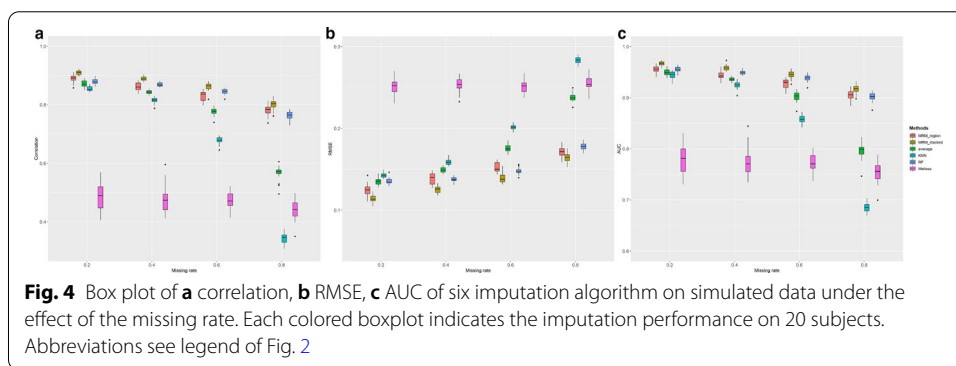 a
b
c
1.0
0.8
0.6
0.4
Correlation
0.2
0.4
0.6
0.8
Missing rate
0.3
0.2
0.1
RMSE
0.2
0.4
0.6
0.8
Missing rate
1.0
0.9
0.8
0.7
0.6
AUC
0.2
0.4
0.6
0.8
Missing rate
Methods
average
KNN
RF
Melissa
Fig. 4 Box plot of a correlation, b RMSE, c AUC of six imputation algorithm on simulated data under the
effect of the missing rate. Each colored boxplot indicates the imputation performance on 20 subjects.
Abbreviations see legend of Fig. 2